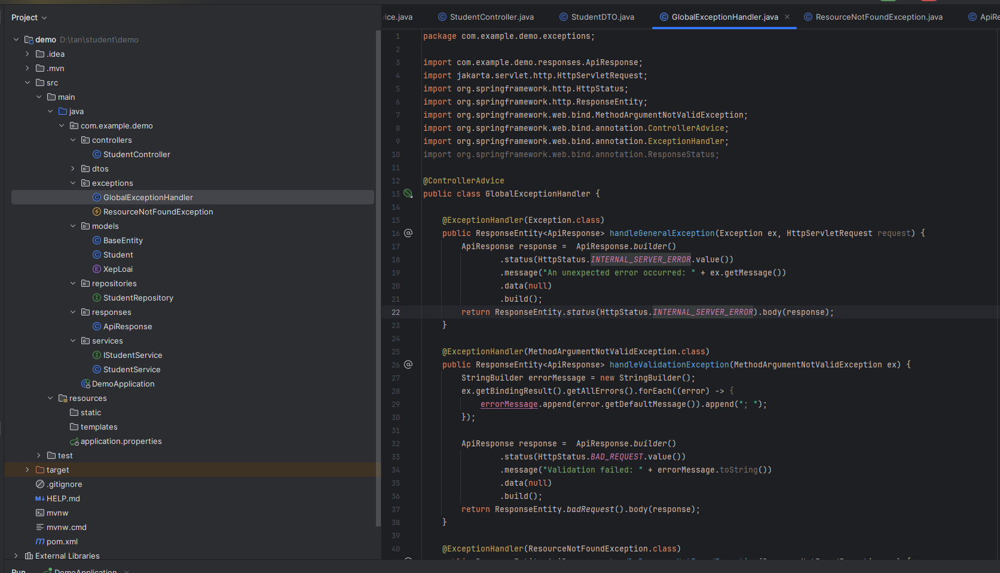 Project
demo D:\tan\student\demo
.idea
.mvn
src
main
java
com.example.demo
controllers
StudentController
dtos
exceptions
GlobalExceptionHandler
ResourceNotFoundException
models
BaseEntity
Student
XepLoai
repositories
StudentRepository
responses
ApiResponse
services
IStudentService
StudentService
DemoApplication
resources
static
templates
application.properties
test
target
.gitignore
HELP.md
mvnw
mvnw.cmd
pom.xml
External Libraries
Run DemoApplication
ice.java StudentController.java StudentDTO.java GlobalExceptionHandler.java ResourceNotFoundException.java ApiRe
1 package com.example.demo.exceptions;
2
3 import com.example.demo.responses.ApiResponse;
4 import jakarta.servlet.http.HttpServletRequest;
5 import org.springframework.http.HttpStatus;
6 import org.springframework.http.ResponseEntity;
7 import org.springframework.web.bind.MethodArgumentNotValidException;
8 import org.springframework.web.bind.annotation.ControllerAdvice;
9 import org.springframework.web.bind.annotation.ExceptionHandler;
10 import org.springframework.web.bind.annotation.ResponseStatus;
11
12 @ControllerAdvice
13 public class GlobalExceptionHandler {
14
15 @ExceptionHandler(Exception.class)
16 public ResponseEntity<ApiResponse> handleGeneralException(Exception ex, HttpServletRequest request) {
17 ApiResponse response =  ApiResponse.builder()
18 .status(HttpStatus.INTERNAL_SERVER_ERROR.value())
19 .message("An unexpected error occurred: " + ex.getMessage())
20 .data(null)
21 .build();
22 return ResponseEntity.status(HttpStatus.INTERNAL_SERVER_ERROR).body(response);
23 }
24
25 @ExceptionHandler(MethodArgumentNotValidException.class)
26 public ResponseEntity<ApiResponse> handleValidationException(MethodArgumentNotValidException ex) {
27 StringBuilder errorMessage = new StringBuilder();
28 ex.getBindingResult().getAllErrors().forEach((error) -> {
29 errorMessage.append(error.getDefaultMessage()).append("; ");
30 });
31
32 ApiResponse response =  ApiResponse.builder()
33 .status(HttpStatus.BAD_REQUEST.value())
34 .message("Validation failed: " + errorMessage.toString())
35 .data(null)
36 .build();
37 return ResponseEntity.badRequest().body(response);
38 }
39
40 @ExceptionHandler(ResourceNotFoundException.class)